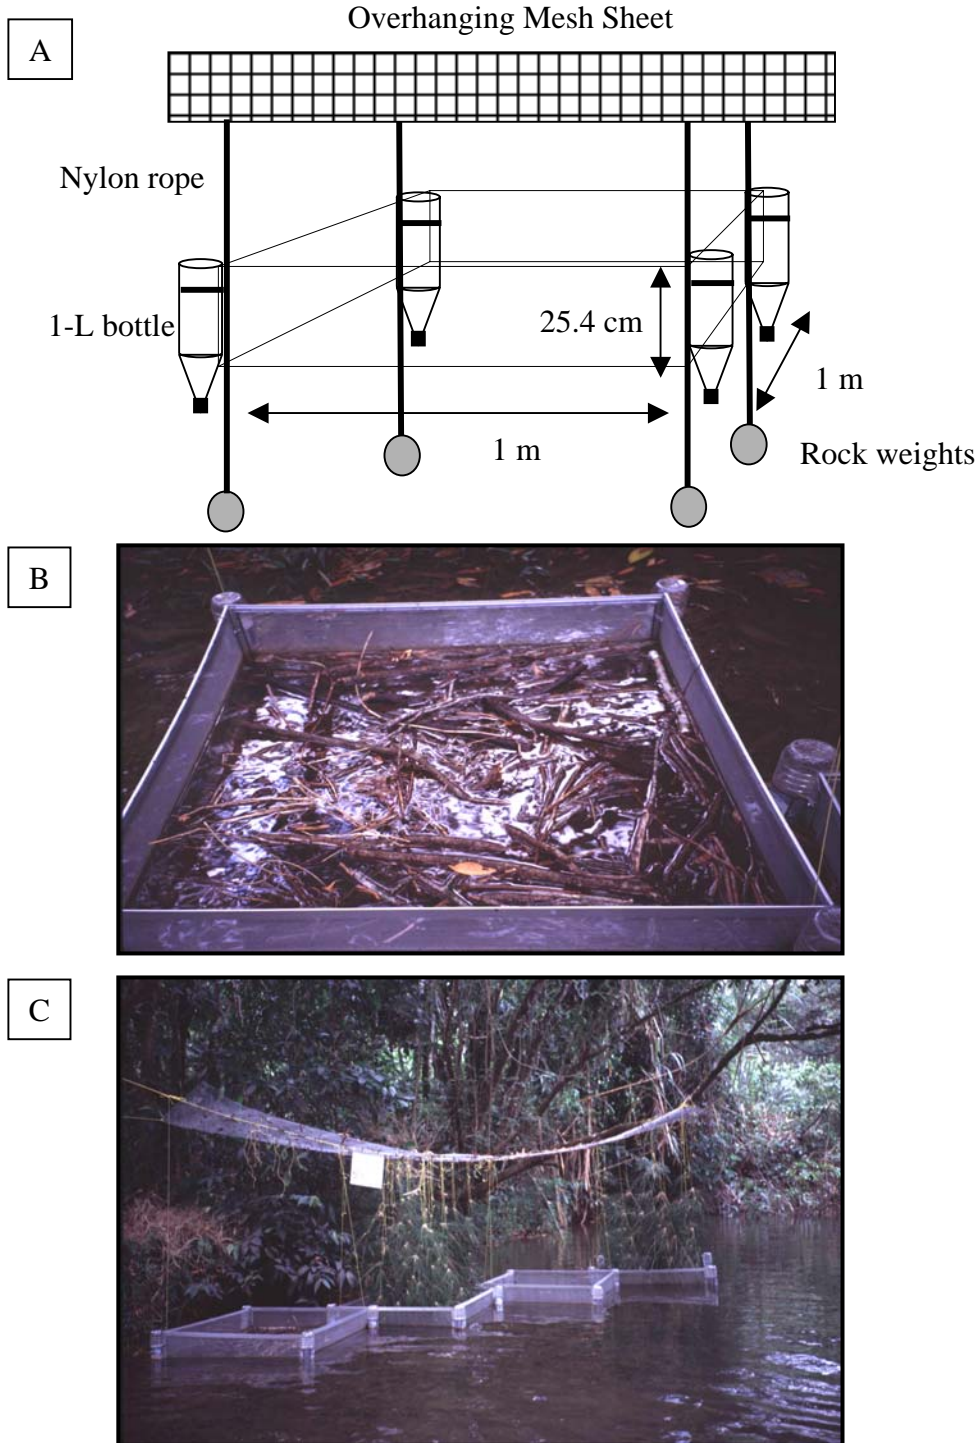 Overhanging Mesh Sheet
A
Nylon rope
1-L bottle
25.4 cm
1 m
1 m
Rock weights
B
C